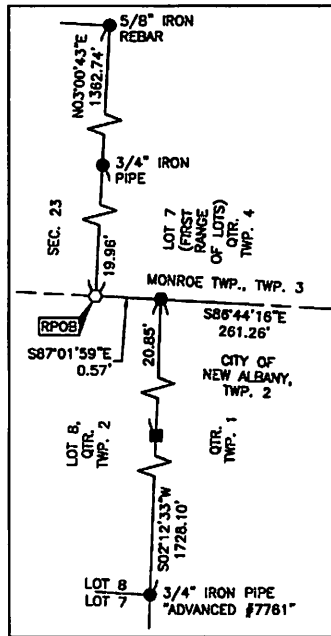 5/8" IRON
REBAR
N03°00'43"E
1362.74'
3/4" IRON
PIPE
SEC. 23
19.96'
LOT 7
(FIRST
RANGE
OF LOTS)
QTR.
TWP. 4
MONROE TWP., TWP. 3
RPOB
S86°44'16"E
261.26'
S87°01'59"E
0.57'
20.85'
CITY OF
NEW ALBANY,
TWP. 2
LOT 8,
QTR.
TWP. 2
QTR.
TWP. 1
S02°12'33"W
1728.10'
LOT 8
LOT 7
3/4" IRON PIPE
"ADVANCED #7761"